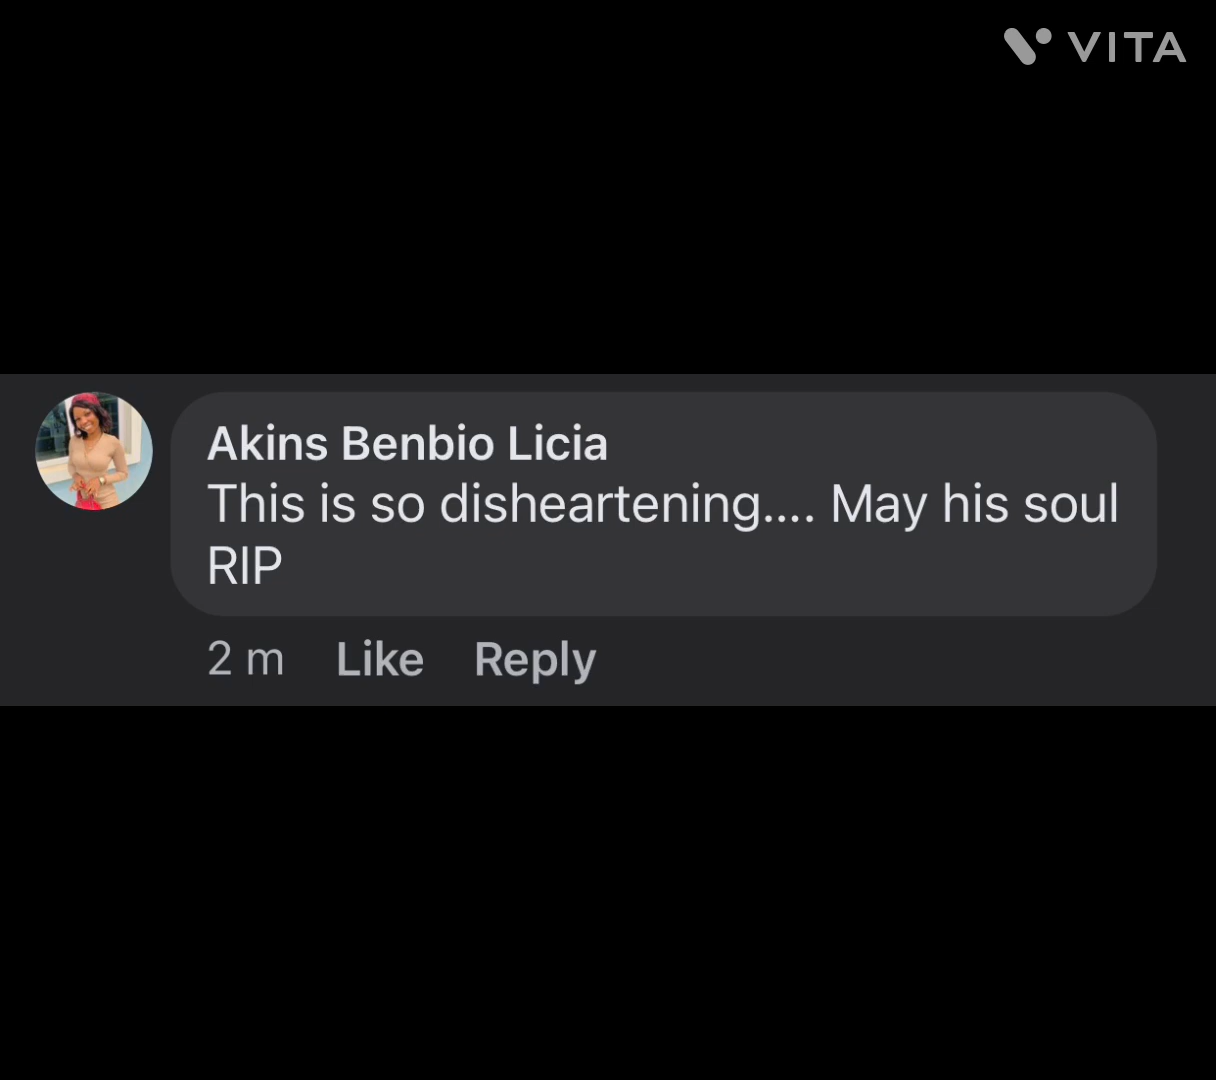 VITA
Akins Benbio Licia
This is so disheartening.... May his soul
RIP
2 m Like Reply